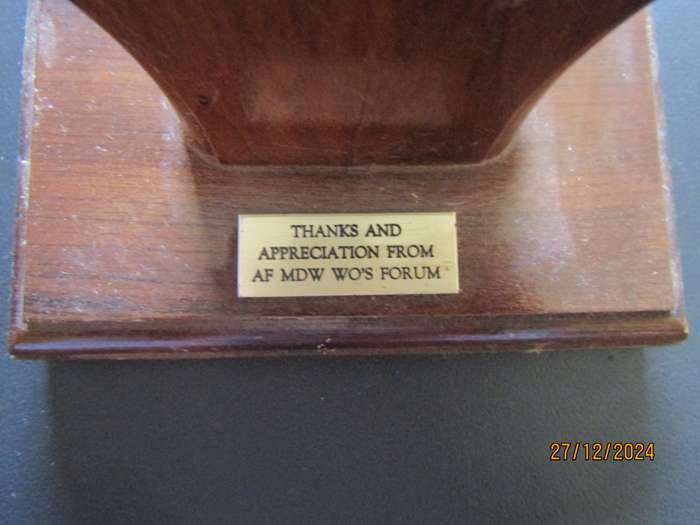 THANKS AND
APPRECIATION FROM
AF MDW WO'S FORUM
27/12/2024